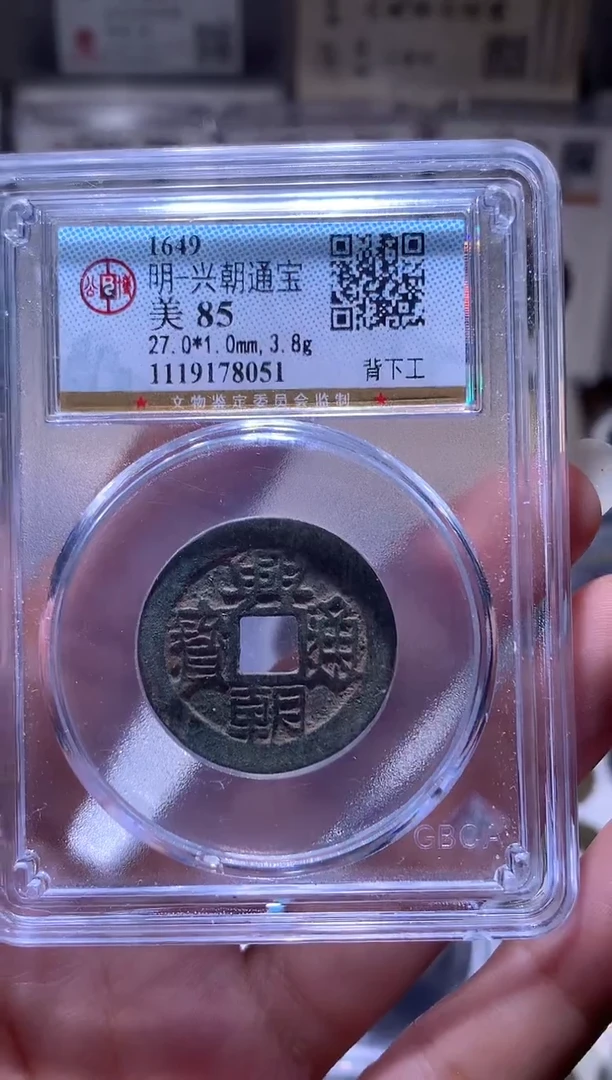 1649
明-兴朝通宝
美 85
27.0*1.0mm, 3.8g
1119178051
背下工
★ 文物鉴定委员会监制 ★
興朝通寶
GBCA